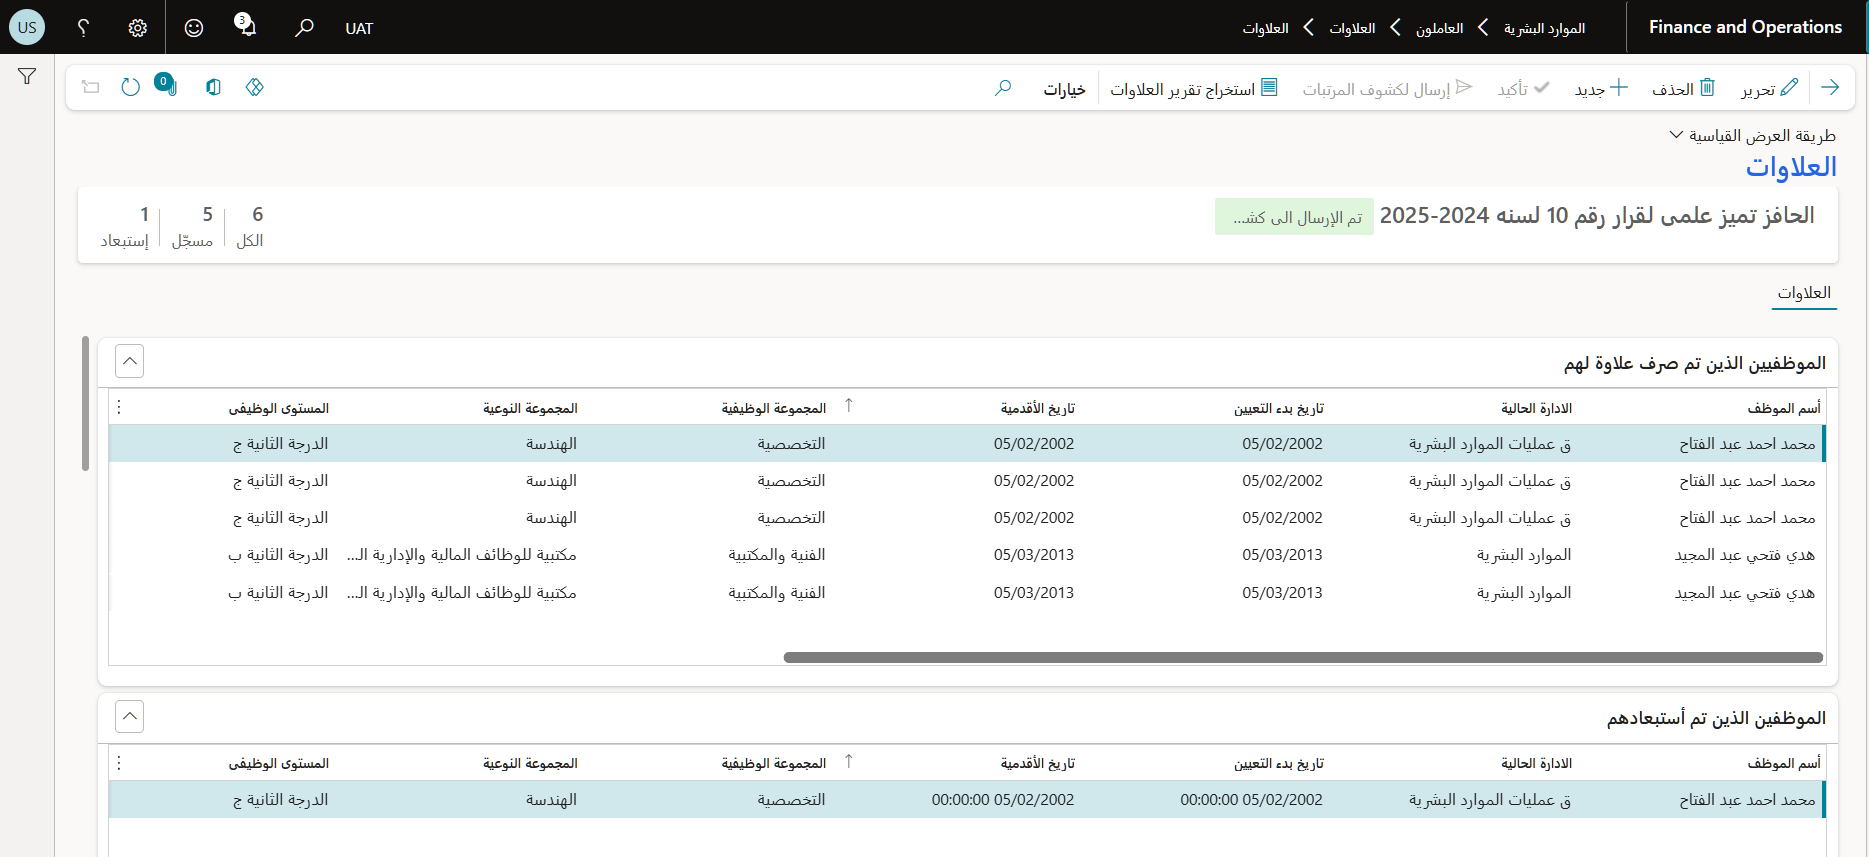 Finance and Operations
الموارد البشرية
العاملون
العلاوات
العلاوات
UAT
3
US
تحرير
الحذف
جديد
تأكيد
إرسال لكشوف المرتبات
استخراج تقرير العلاوات
خيارات
0
طريقة العرض القياسية
العلاوات
الحافز تميز علمى لقرار رقم 10 لسنه 2024-2025
تم الإرسال الى كشـ...
6 5 1
الكل مسجّل إستبعاد
العلاوات
الموظفيين الذين تم صرف علاوة لهم
أسم الموظف الادارة الحالية تاريخ بدء التعيين تاريخ الأقدمية المجموعة الوظيفية المجموعة النوعية المستوى الوظيفى
محمد احمد عبد الفتاح ق عمليات الموارد البشرية 05/02/2002 05/02/2002 التخصصية الهندسة الدرجة الثانية ج
محمد احمد عبد الفتاح ق عمليات الموارد البشرية 05/02/2002 05/02/2002 التخصصية الهندسة الدرجة الثانية ج
محمد احمد عبد الفتاح ق عمليات الموارد البشرية 05/02/2002 05/02/2002 التخصصية الهندسة الدرجة الثانية ج
هدي فتحي عبد المجيد الموارد البشرية 05/03/2013 05/03/2013 الفنية والمكتبية مكتبية للوظائف المالية والإدارية الـ... الدرجة الثانية ب
هدي فتحي عبد المجيد الموارد البشرية 05/03/2013 05/03/2013 الفنية والمكتبية مكتبية للوظائف المالية والإدارية الـ... الدرجة الثانية ب
الموظفين الذين تم أستبعادهم
أسم الموظف الادارة الحالية تاريخ بدء التعيين تاريخ الأقدمية المجموعة الوظيفية المجموعة النوعية المستوى الوظيفى
محمد احمد عبد الفتاح ق عمليات الموارد البشرية 05/02/2002 00:00:00 05/02/2002 00:00:00 التخصصية الهندسة الدرجة الثانية ج